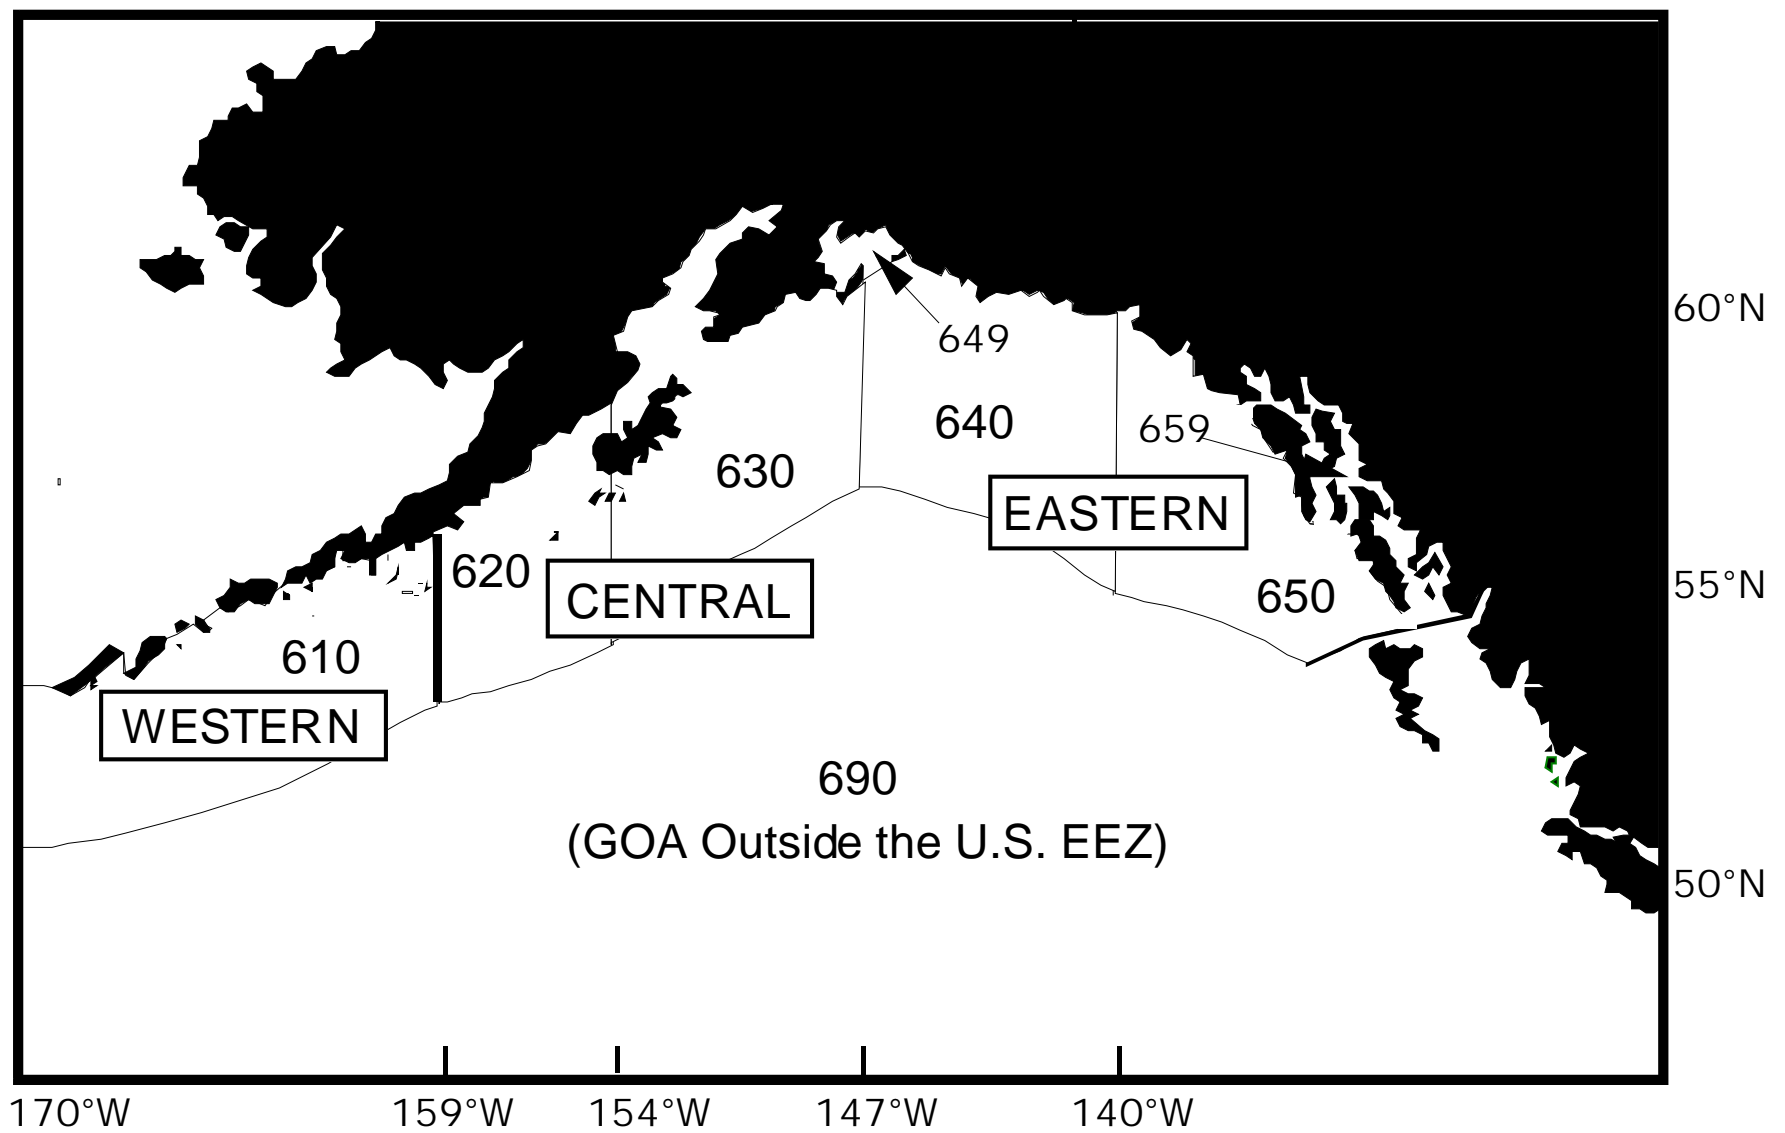 60°N
649
640
659
630
EASTERN
620
55°N
CENTRAL
650
610
WESTERN
690
(GOA Outside the U.S. EEZ)
50°N
170°W
159°W
154°W
147°W
140°W